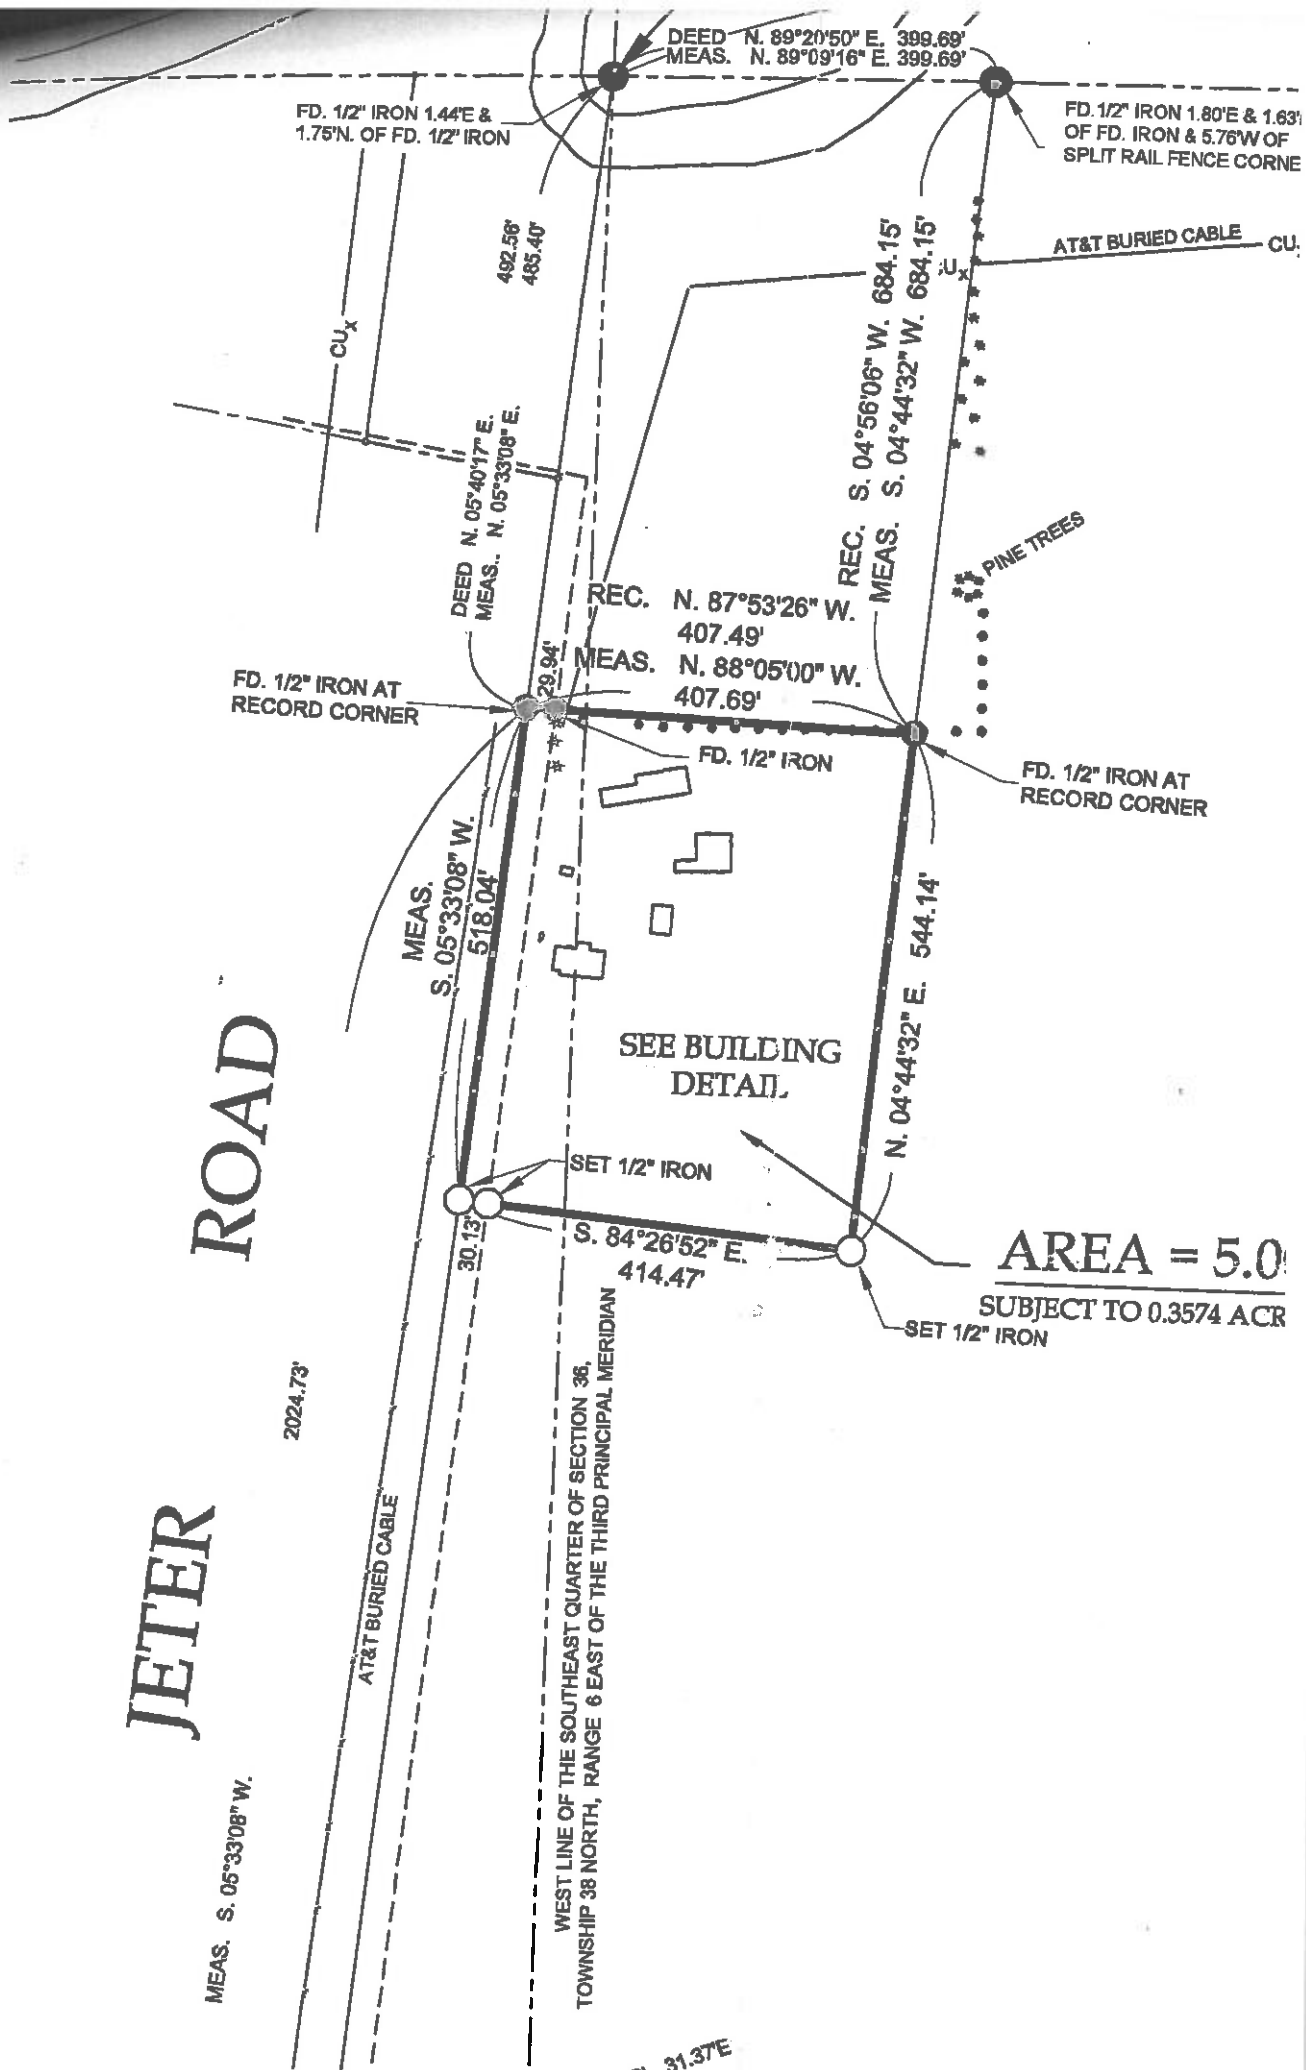 DEED N. 89°20'50" E. 399.69'
MEAS. N. 89°09'16" E. 399.69'
FD. 1/2" IRON 1.44'E &
1.75'N. OF FD. 1/2" IRON
FD. 1/2" IRON 1.80'E & 1.63'
OF FD. IRON & 5.76'W OF
SPLIT RAIL FENCE CORNE
492.56'
485.40'
REC. S. 04°56'06" W. 684.15'
MEAS. S. 04°44'32" W. 684.15'
AT&T BURIED CABLE
CU
CUx
DEED N. 05°40'17" E.
MEAS.. N. 05°33'08" E.
PINE TREES
REC. N. 87°53'26" W.
407.49'
MEAS. N. 88°05'00" W.
407.69'
29.94'
FD. 1/2" IRON AT
RECORD CORNER
FD. 1/2" IRON
FD. 1/2" IRON AT
RECORD CORNER
MEAS.
S. 05°33'08" W.
518.04'
N. 04°44'32" E. 544.14'
SEE BUILDING
DETAIL
SET 1/2" IRON
30.13'
S. 84°26'52" E.
414.47'
AREA = 5.0
SUBJECT TO 0.3574 ACR
SET 1/2" IRON
JETER ROAD
2024.73'
MEAS. S. 05°33'08" W.
AT&T BURIED CABLE
WEST LINE OF THE SOUTHEAST QUARTER OF SECTION 36,
TOWNSHIP 38 NORTH, RANGE 6 EAST OF THE THIRD PRINCIPAL MERIDIAN
31.37'E